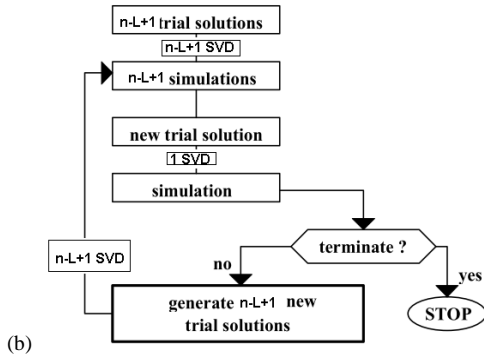 n-L+1 trial solutions
n-L+1 SVD
n-L+1 simulations
new trial solution
1 SVD
simulation
terminate ?
n-L+1 SVD
no
yes
generate n-L+1 new
trial solutions
STOP
(b)